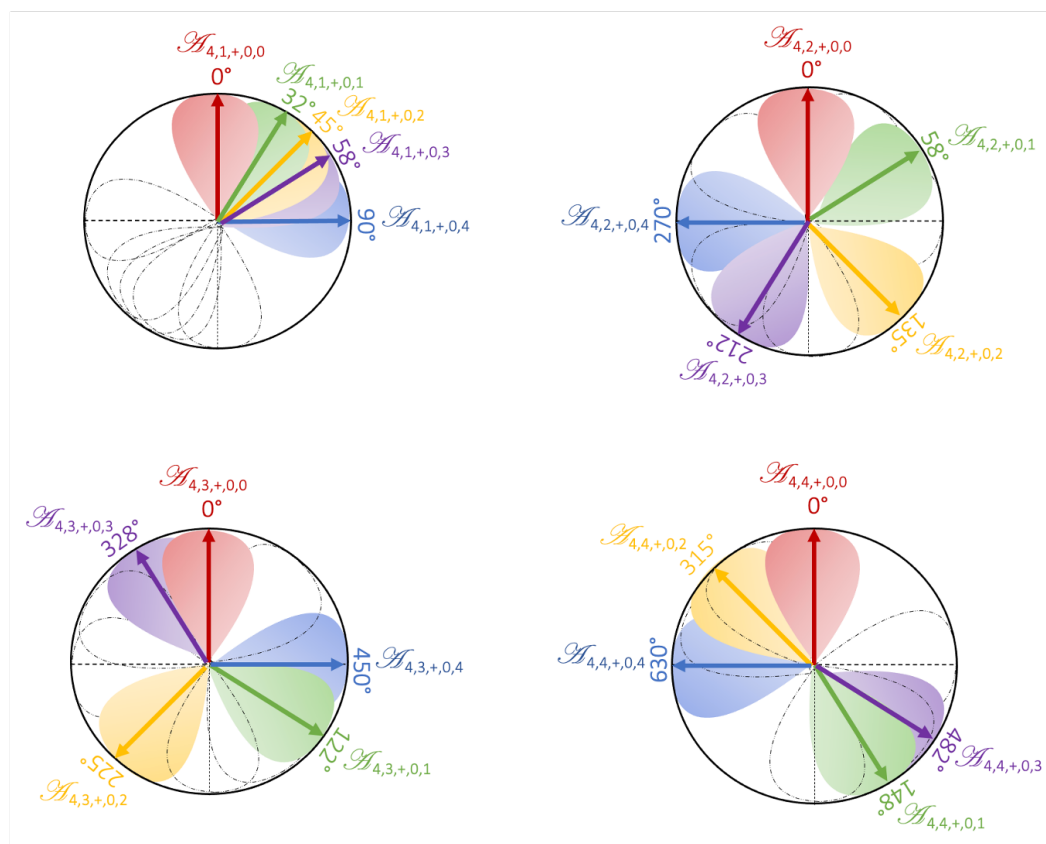 𝒜4,1,+,0,0
0°
𝒜4,1,+,0,1
32°
𝒜4,1,+,0,2
45°
𝒜4,1,+,0,3
58°
𝒜4,1,+,0,4
90°
𝒜4,2,+,0,0
0°
𝒜4,2,+,0,1
58°
𝒜4,2,+,0,4
270°
135°
𝒜4,2,+,0,2
212°
𝒜4,2,+,0,3
𝒜4,3,+,0,0
0°
𝒜4,3,+,0,3
328°
450°
𝒜4,3,+,0,4
122°
𝒜4,3,+,0,1
225°
𝒜4,3,+,0,2
𝒜4,4,+,0,0
0°
𝒜4,4,+,0,2
315°
𝒜4,4,+,0,4
630°
482°
𝒜4,4,+,0,3
148°
𝒜4,4,+,0,1